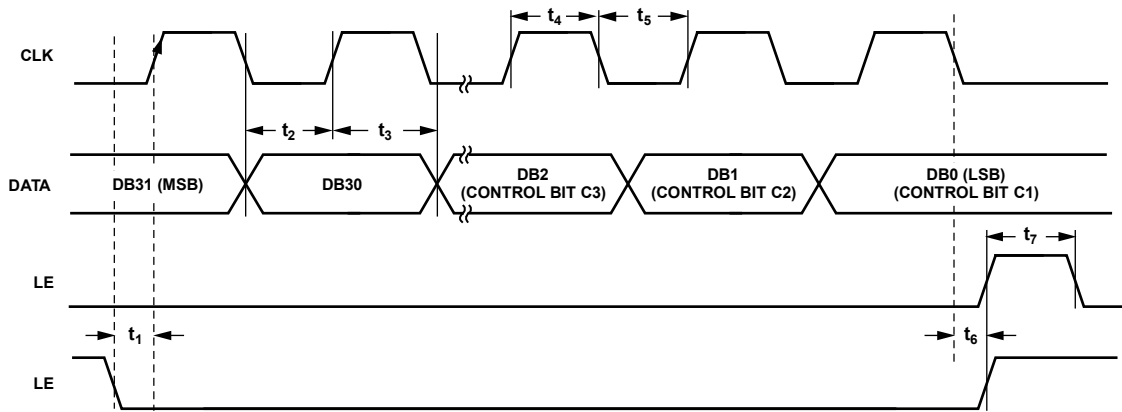 t4
t5
CLK
t2
t3
DATA
DB31 (MSB)
DB30
DB2
(CONTROL BIT C3)
DB1
(CONTROL BIT C2)
DB0 (LSB)
(CONTROL BIT C1)
t7
LE
t1
t6
LE